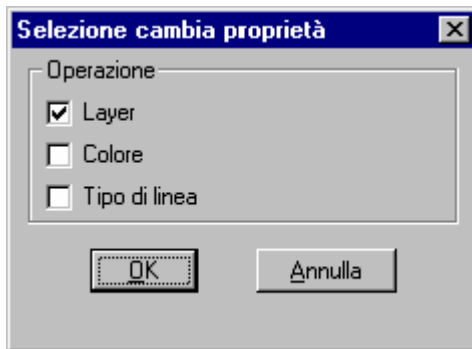 Selezione cambia proprietà
Operazione
Layer
Colore
Tipo di linea
OK Annulla